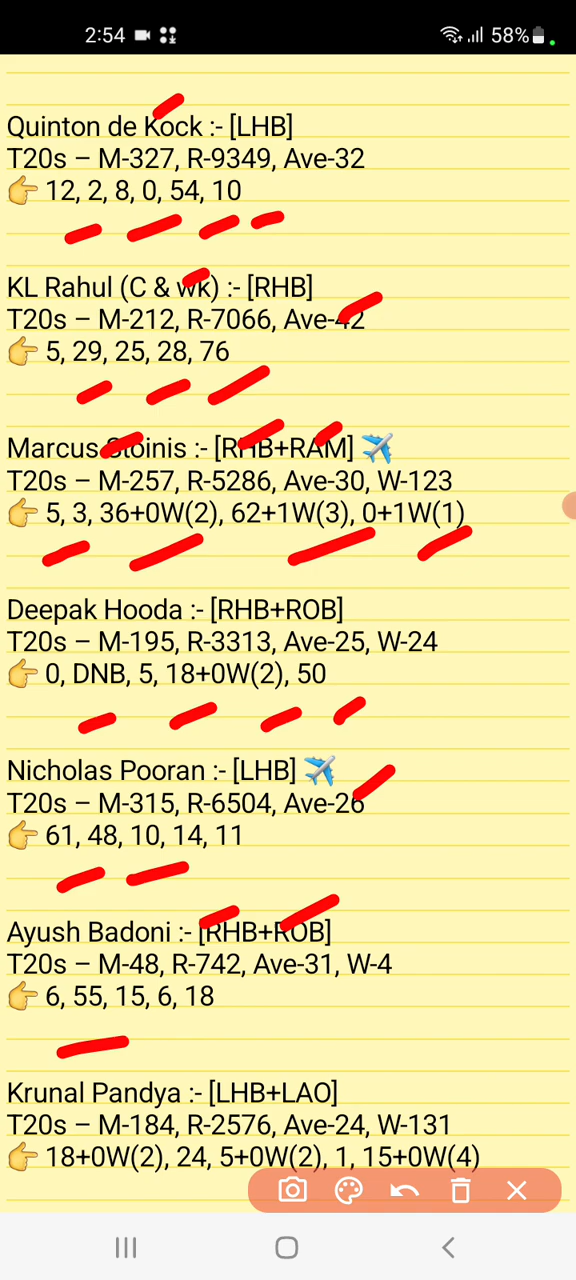 2:54
58%
Quinton de Kock :- [LHB]
T20s – M-327, R-9349, Ave-32
👉 12, 2, 8, 0, 54, 10
KL Rahul (C & wk) :- [RHB]
T20s – M-212, R-7066, Ave-42
👉 5, 29, 25, 28, 76
Marcus Stoinis :- [RHB+RAM] ✈️
T20s – M-257, R-5286, Ave-30, W-123
👉 5, 3, 36+0W(2), 62+1W(3), 0+1W(1)
Deepak Hooda :- [RHB+ROB]
T20s – M-195, R-3313, Ave-25, W-24
👉 0, DNB, 5, 18+0W(2), 50
Nicholas Pooran :- [LHB] ✈️
T20s – M-315, R-6504, Ave-26
👉 61, 48, 10, 14, 11
Ayush Badoni :- [RHB+ROB]
T20s – M-48, R-742, Ave-31, W-4
👉 6, 55, 15, 6, 18
Krunal Pandya :- [LHB+LAO]
T20s – M-184, R-2576, Ave-24, W-131
👉 18+0W(2), 24, 5+0W(2), 1, 15+0W(4)